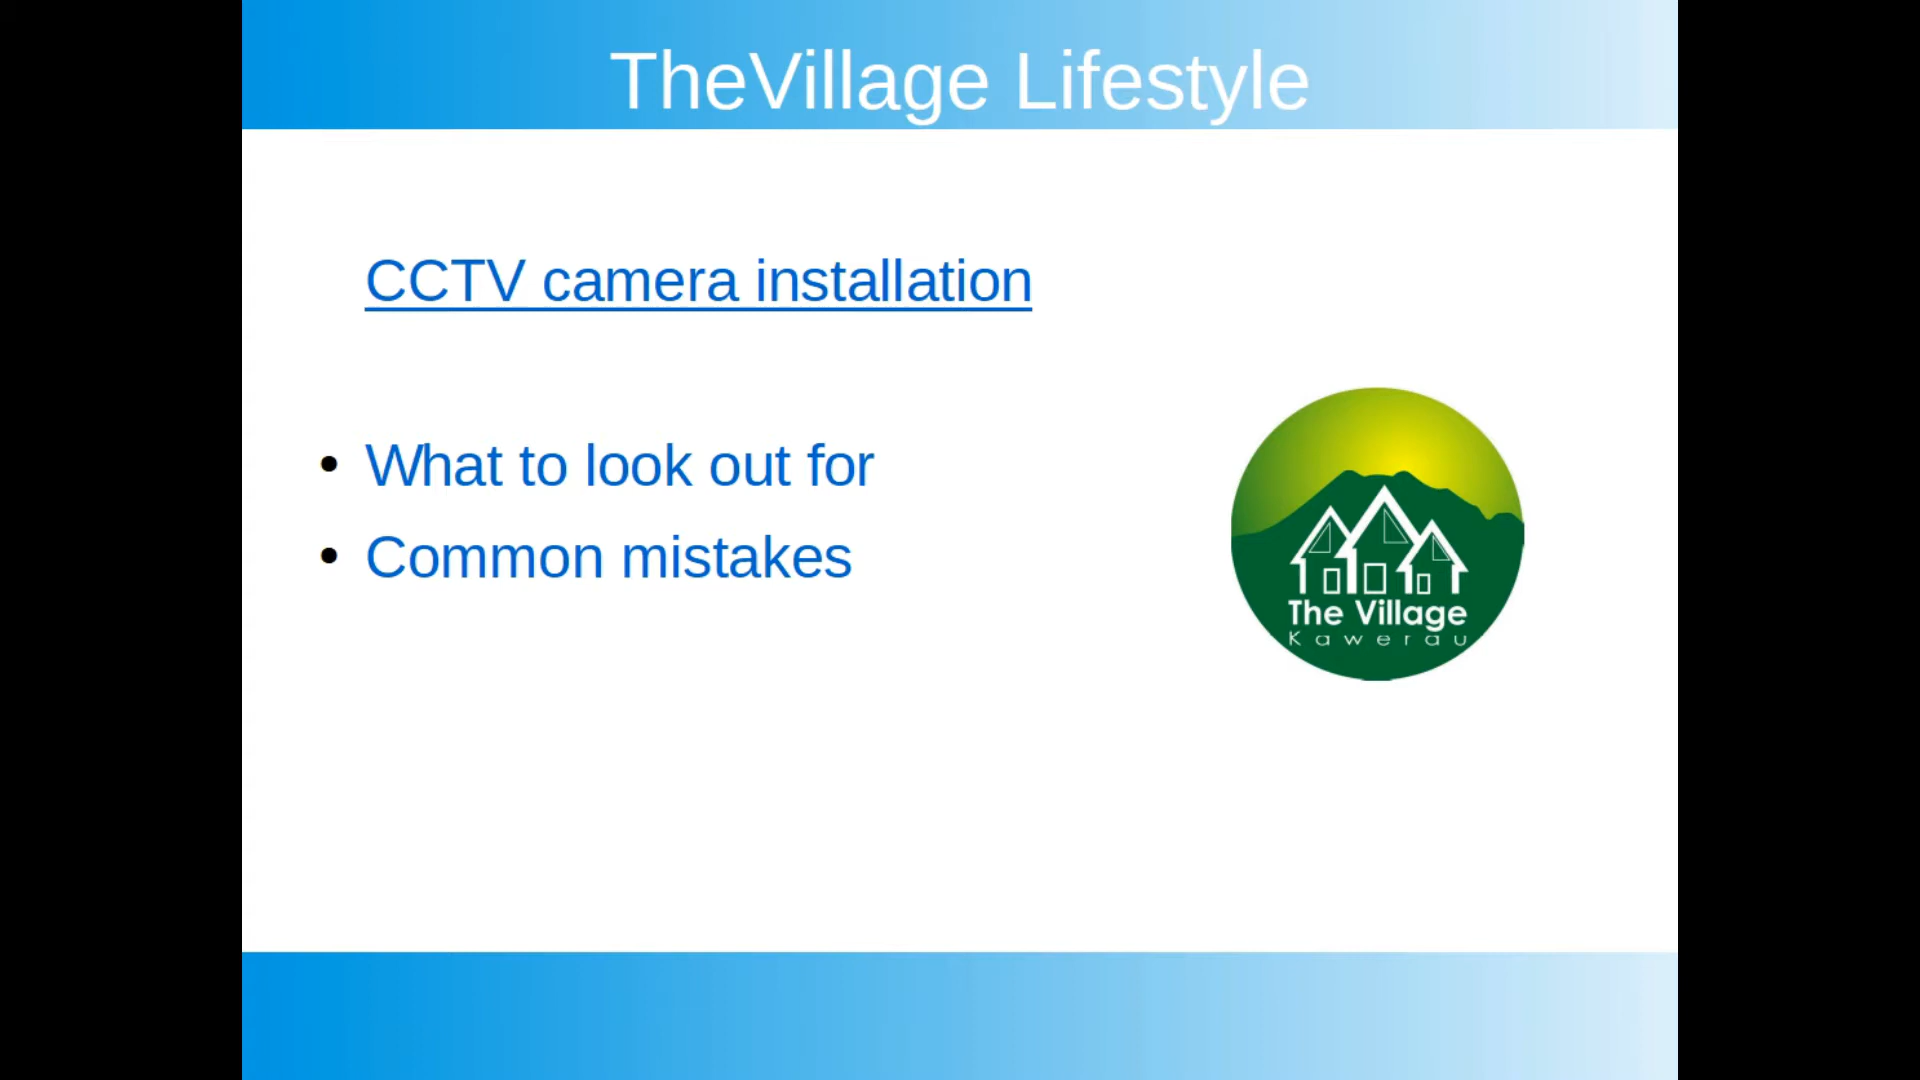 TheVillage Lifestyle
CCTV camera installation
• What to look out for
• Common mistakes
The Village
Kawerau